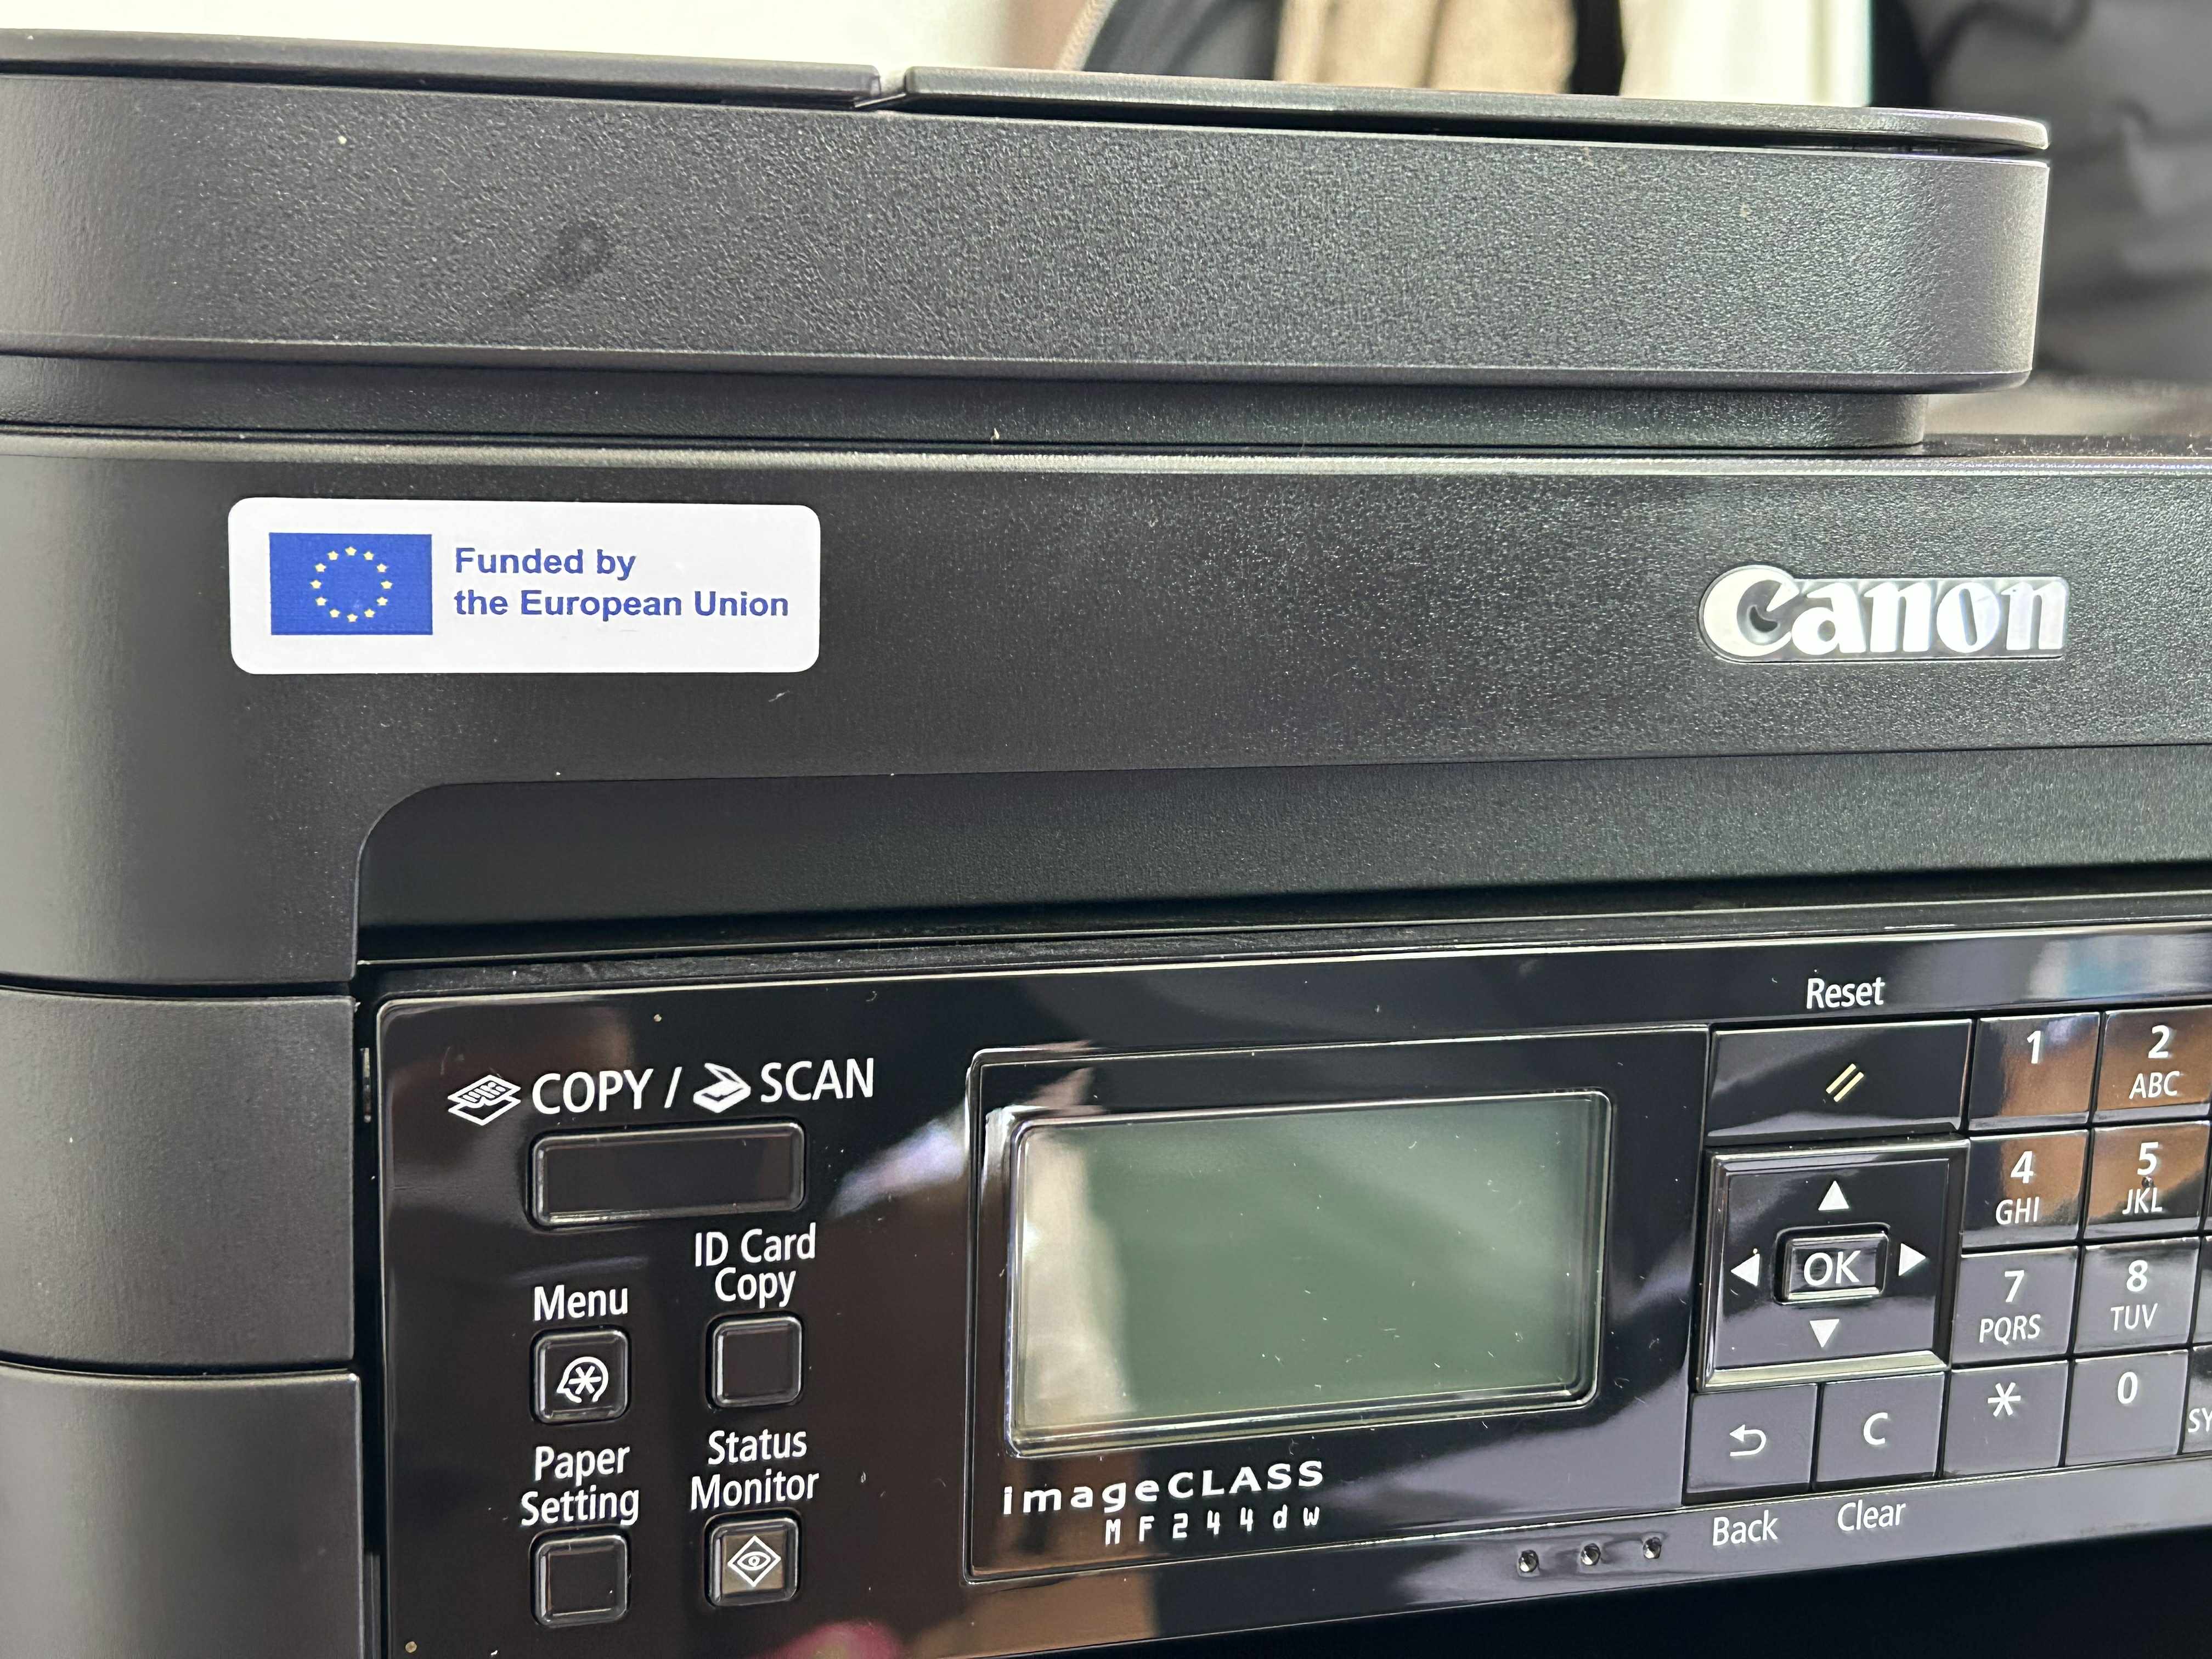 Funded by
the European Union
Canon
COPY / SCAN
ID Card
Copy
Menu
Paper
Setting
Status
Monitor
imageCLASS
MF244dw
Reset
1
2
ABC
4
GHI
5
JKL
OK
7
PQRS
8
TUV
C
*
0
SY
Back
Clear